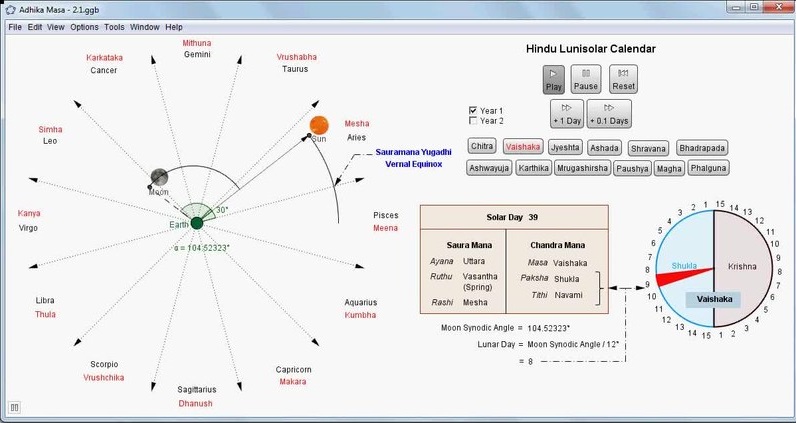 Adhika Masa - 2.1.ggb
File Edit View Options Tools Window Help
Hindu Lunisolar Calendar
Play
Pause
Reset
Year 1
Year 2
+ 1 Day
+ 0.1 Days
Chitra Vaishaka Jyeshta Ashada Shravana Bhadrapada
Ashwayuja Karthika Mrugashirsha Paushya Magha Phalguna
Mithuna
Gemini
Karkataka
Cancer
Vrushabha
Taurus
Simha
Leo
Mesha
Aries
Sun
Sauramana Yugadhi
Vernal Equinox
Moon
Kanya
Virgo
30°
Earth
α = 104.52323°
Pisces
Meena
Libra
Thula
Aquarius
Kumbha
Scorpio
Vrushchika
Capricorn
Makara
Sagittarius
Dhanush
Solar Day 39
Saura Mana
Ayana Uttara
Ruthu Vasantha
(Spring)
Rashi Mesha
Chandra Mana
Masa Vaishaka
Paksha Shukla
Tithi Navami
Moon Synodic Angle = 104.52323°
Lunar Day = Moon Synodic Angle / 12°
= 8
1 2 3 4 5 6 7 8 9 10 11 12 13 14 15
Shukla
15 14 13 12 11 10 9 8 7 6 5 4 3 2 1
Krishna
Vaishaka